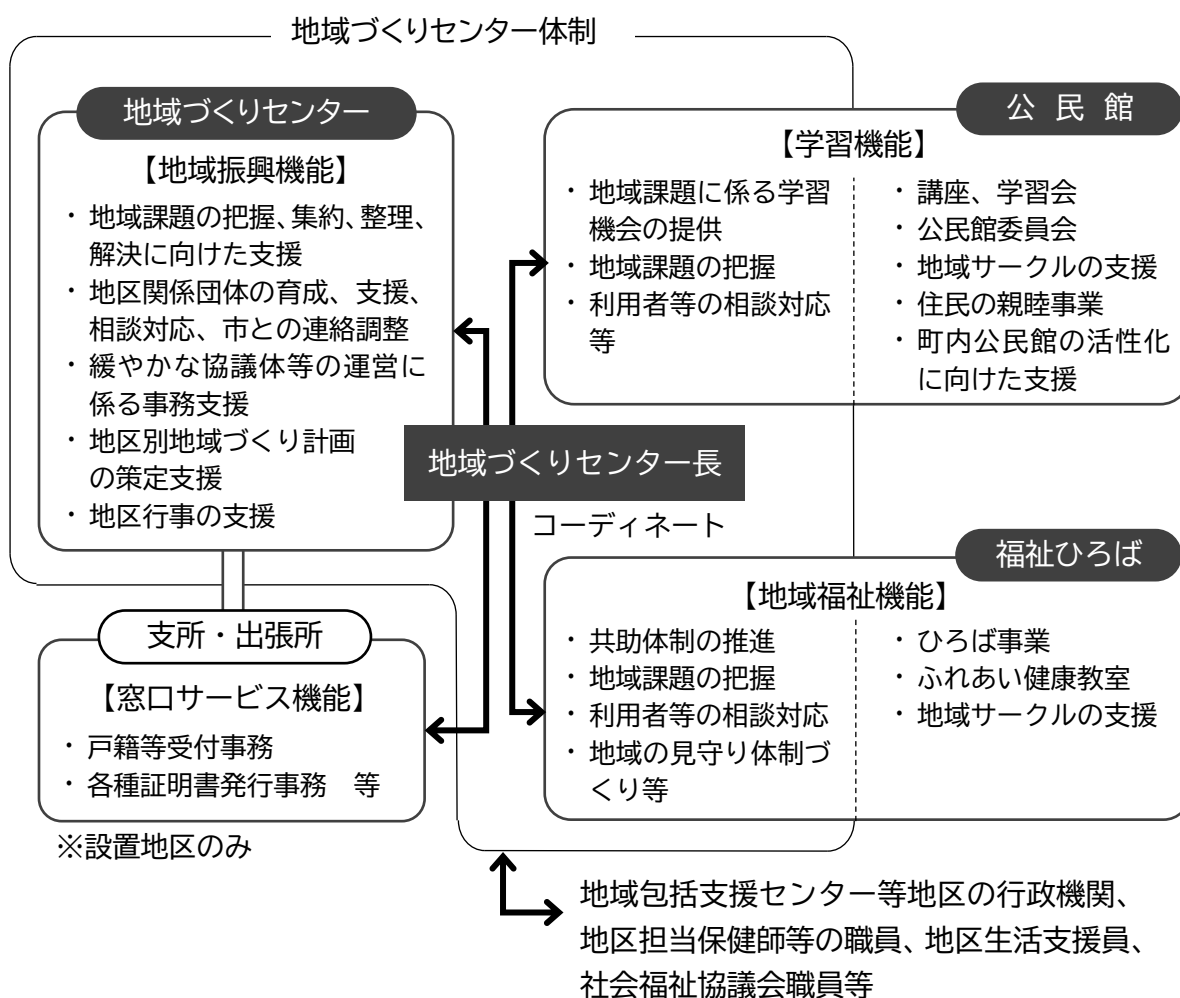 地域づくりセンター体制
地域づくりセンター
【地域振興機能】
・地域課題の把握、集約、整理、
解決に向けた支援
・地区関係団体の育成、支援、
相談対応、市との連絡調整
・緩やかな協議体等の運営に
係る事務支援
・地区別地域づくり計画
の策定支援
・地区行事の支援
公民館
【学習機能】
・地域課題に係る学習
機会の提供
・地域課題の把握
・利用者等の相談対応
等
・講座、学習会
・公民館委員会
・地域サークルの支援
・住民の親睦事業
・町内公民館の活性化
に向けた支援
地域づくりセンター長
コーディネート
支所・出張所
【窓口サービス機能】
・戸籍等受付事務
・各種証明書発行事務　等
※設置地区のみ
福祉ひろば
【地域福祉機能】
・共助体制の推進
・地域課題の把握
・利用者等の相談対応
・地域の見守り体制づ
くり等
・ひろば事業
・ふれあい健康教室
・地域サークルの支援
地域包括支援センター等地区の行政機関、
地区担当保健師等の職員、地区生活支援員、
社会福祉協議会職員等